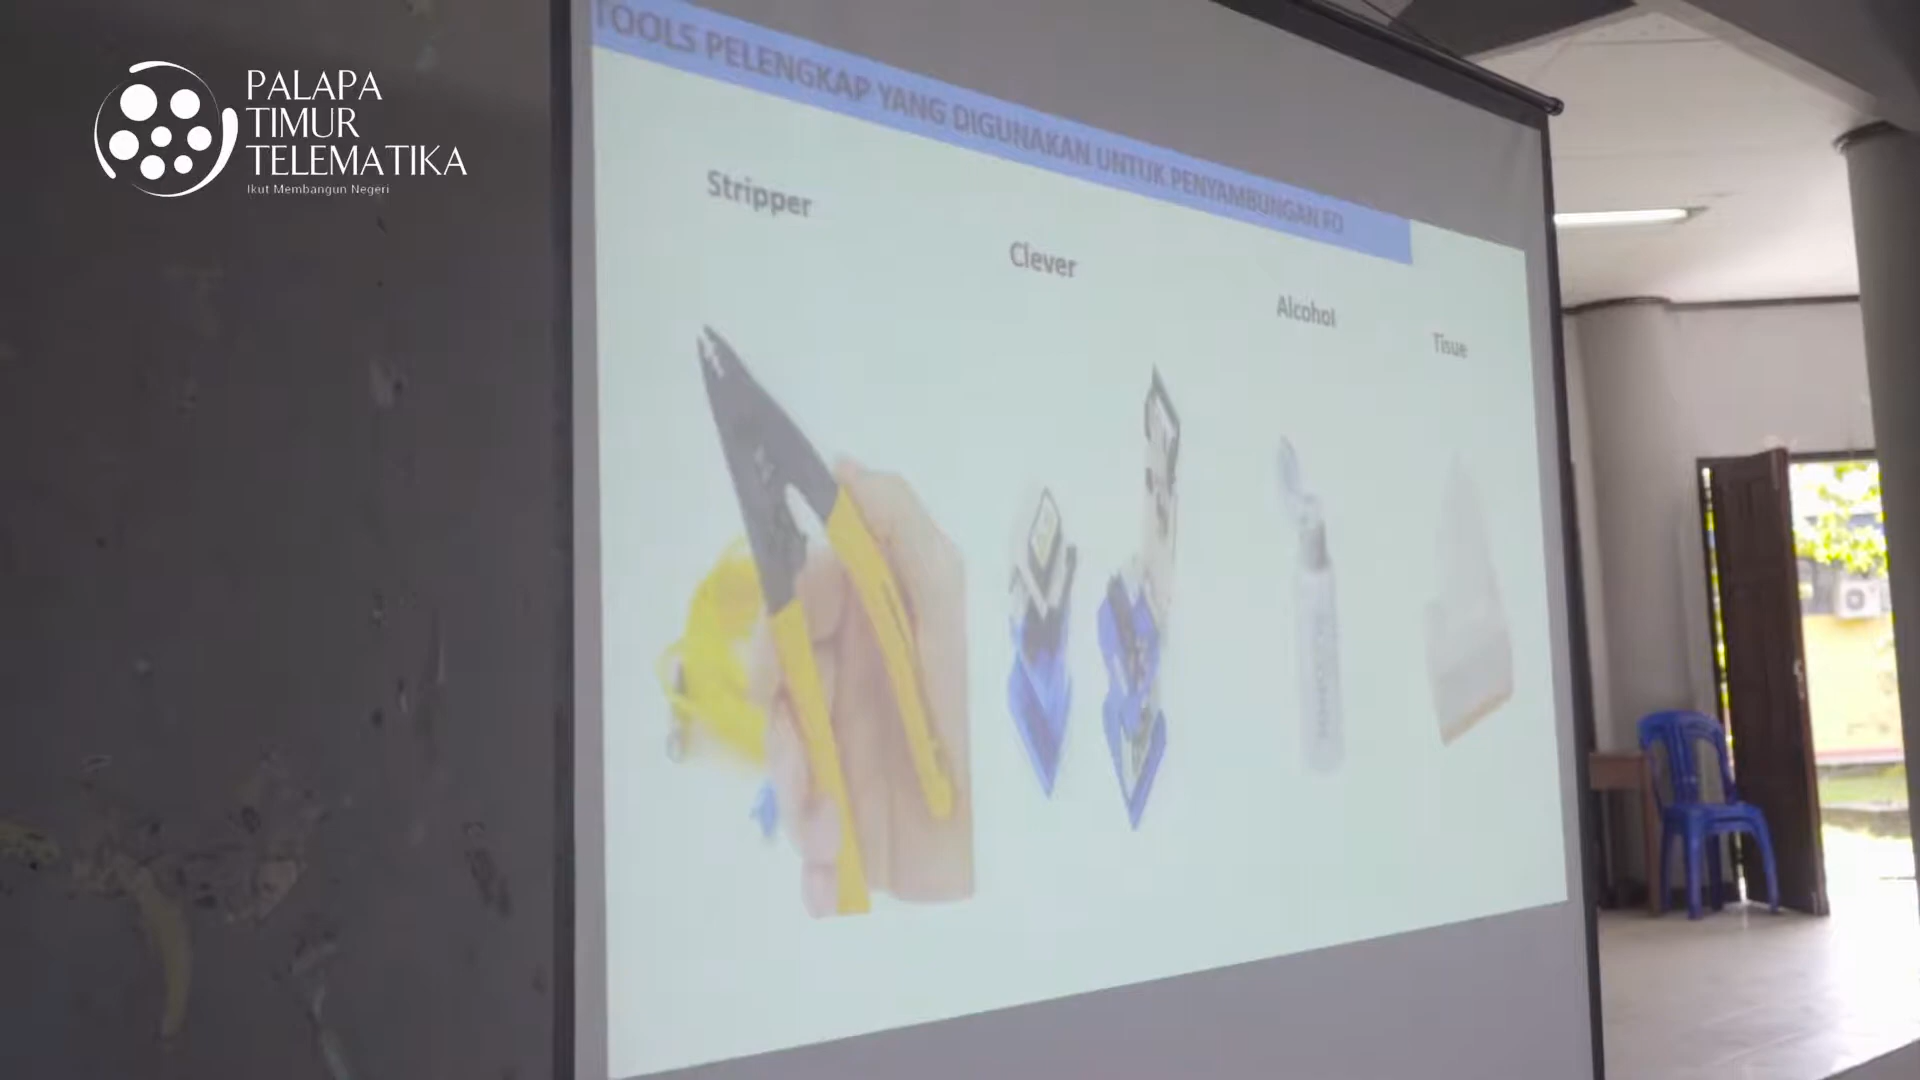 PALAPA
TIMUR
TELEMATIKA
Ikut Membangun Negeri
TOOLS PELENGKAP YANG DIGUNAKAN UNTUK PENYAMBUNGAN FO
Stripper
Clever
Alcohol
Tisue